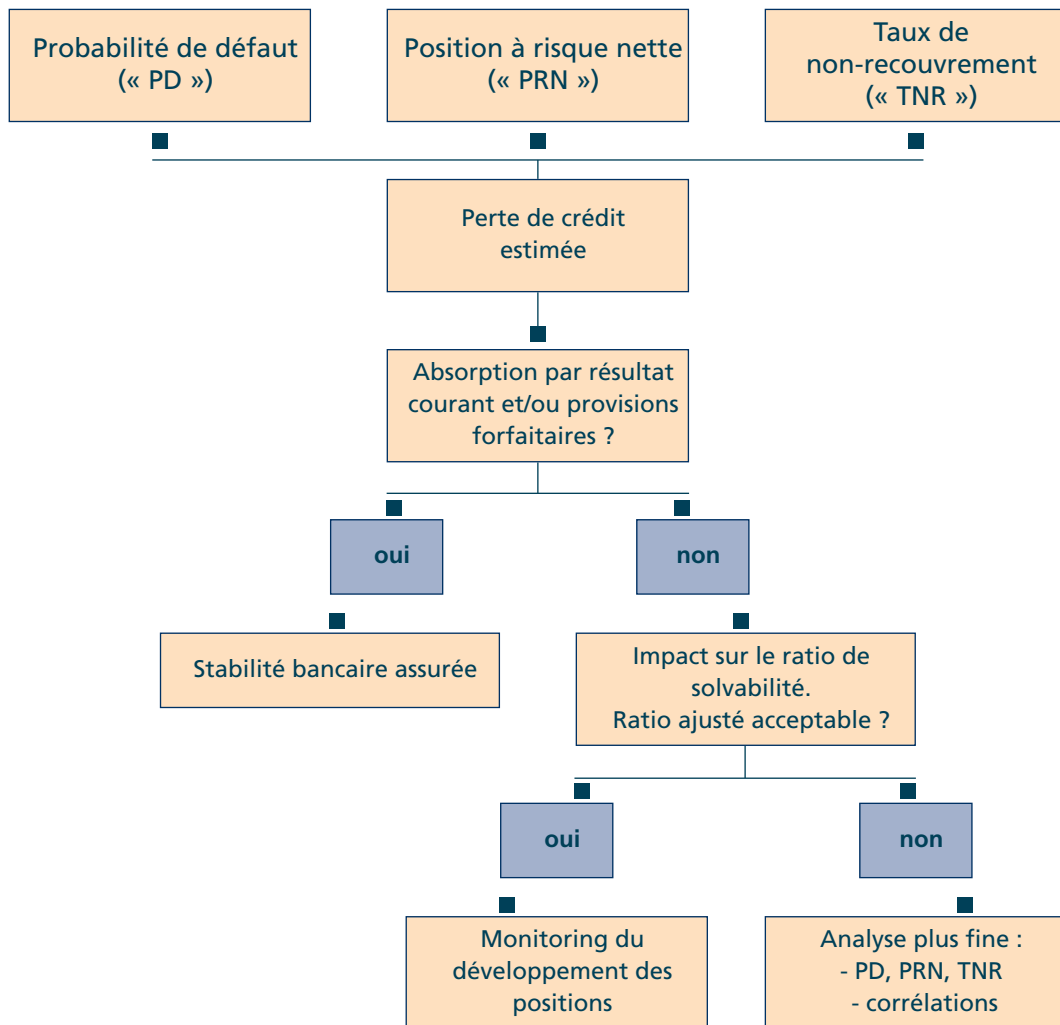 Probabilité de défaut
(« PD »)
Position à risque nette
(« PRN »)
Taux de
non-recouvrement
(« TNR »)
Perte de crédit
estimée
Absorption par résultat
courant et/ou provisions
forfaitaires ?
oui
non
Stabilité bancaire assurée
Impact sur le ratio de
solvabilité.
Ratio ajusté acceptable ?
oui
non
Monitoring du
développement des
positions
Analyse plus fine :
- PD, PRN, TNR
- corrélations